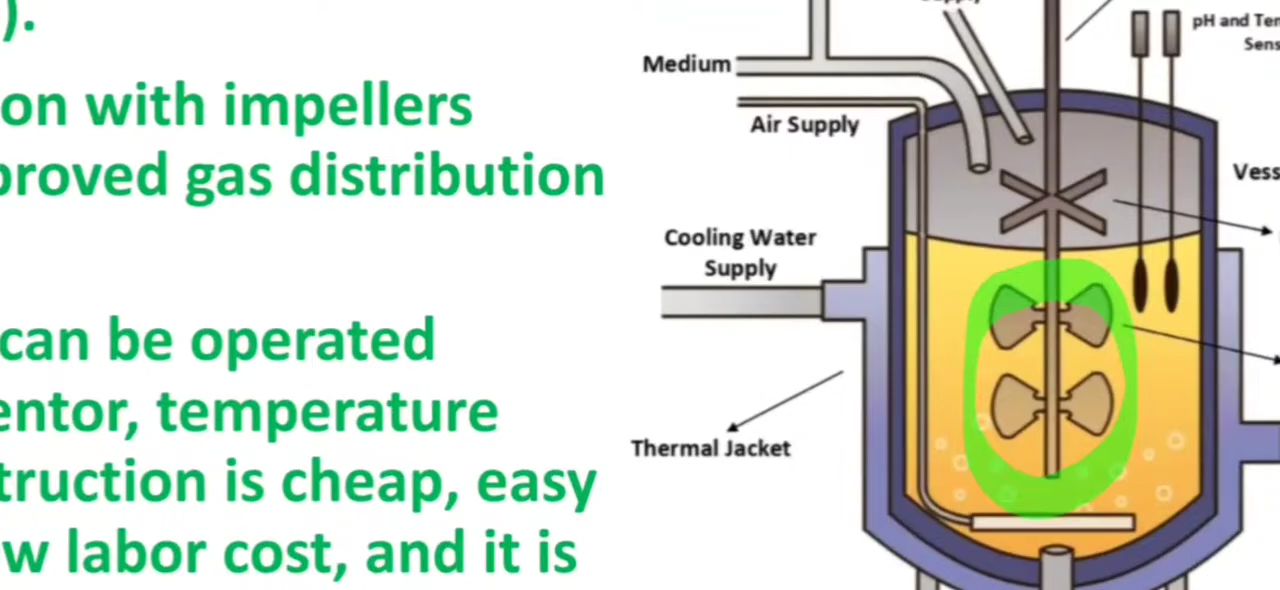 ).
on with impellers
proved gas distribution
can be operated
entor, temperature
truction is cheap, easy
w labor cost, and it is
pH and Ten
Sens
Medium
Air Supply
Vess
Cooling Water
Supply
Thermal Jacket